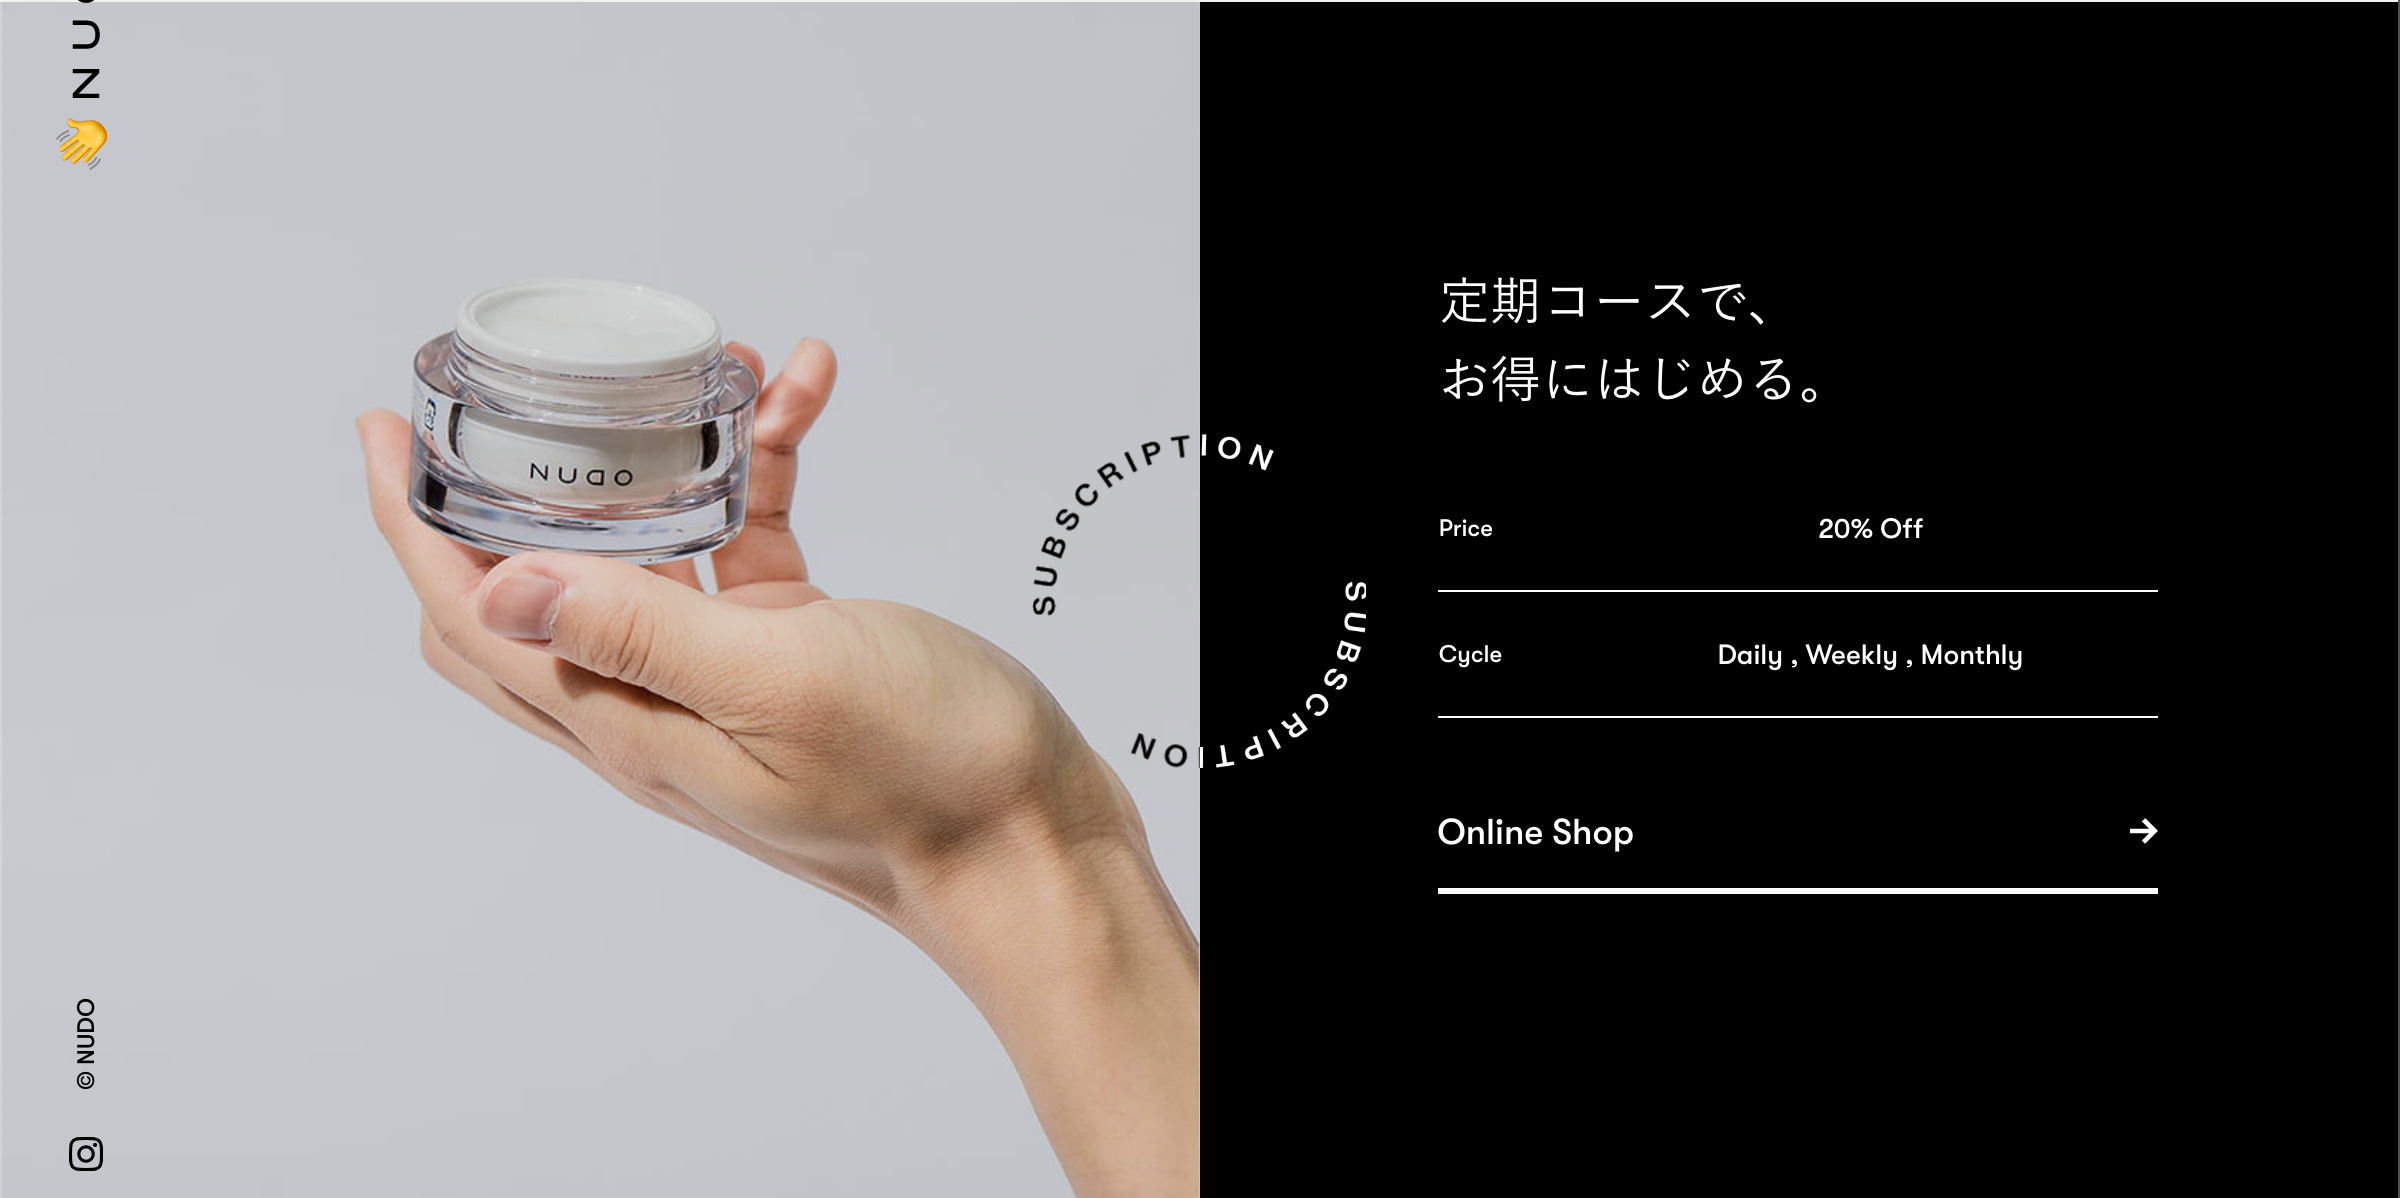 NU
NUDO
SUBSCRIPTION
SUBSCRIPTION
定期コースで、
お得にはじめる。
Price 20% Off
Cycle Daily , Weekly , Monthly
Online Shop →
© NUDO